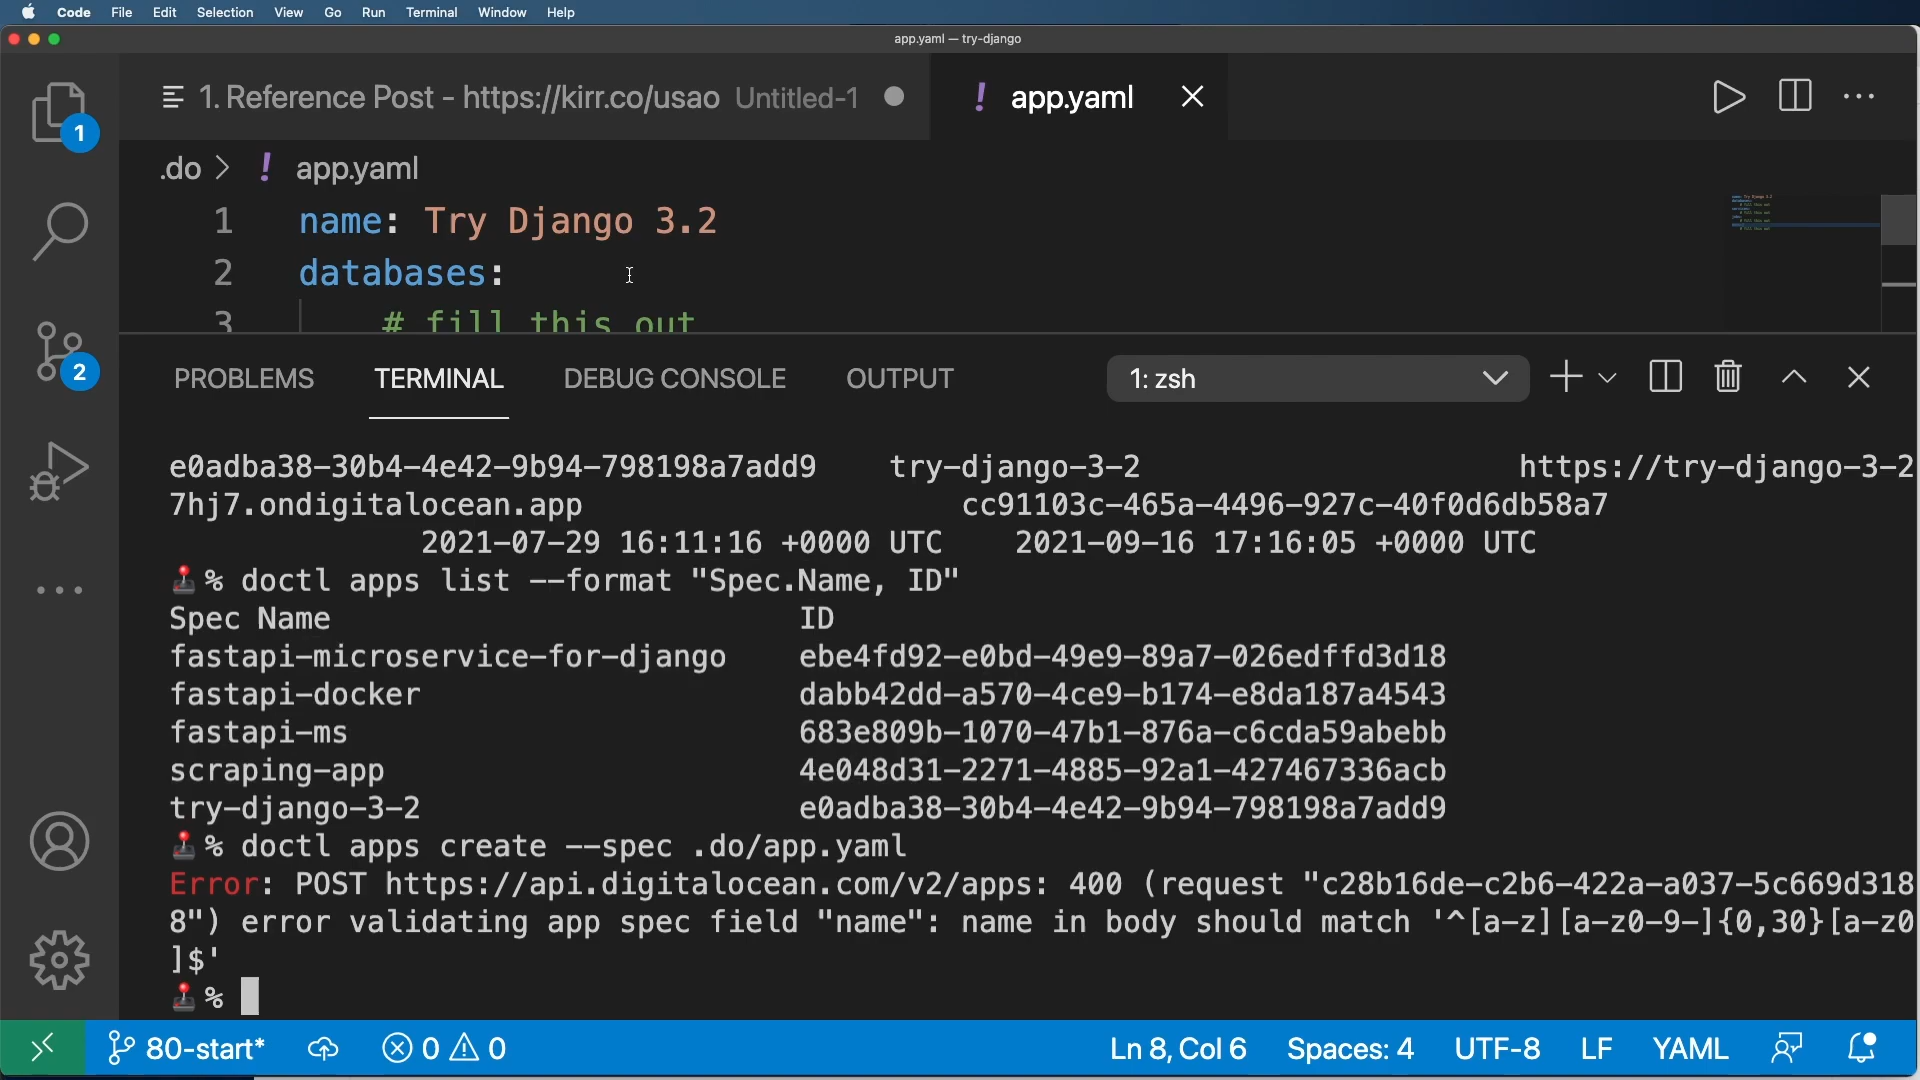 Code File Edit Selection View Go Run Terminal Window Help
app.yaml — try-django
1. Reference Post - https://kirr.co/usao Untitled-1 ! app.yaml
1
.do > ! app.yaml
1 name: Try Django 3.2
2 databases:
3 # fill this out
2
PROBLEMS TERMINAL DEBUG CONSOLE OUTPUT 1: zsh
e0adba38-30b4-4e42-9b94-798198a7add9 try-django-3-2 https://try-django-3-2
7hj7.ondigitalocean.app cc91103c-465a-4496-927c-40f0d6db58a7
2021-07-29 16:11:16 +0000 UTC 2021-09-16 17:16:05 +0000 UTC
% doctl apps list --format "Spec.Name, ID"
Spec Name ID
fastapi-microservice-for-django ebe4fd92-e0bd-49e9-89a7-026edffd3d18
fastapi-docker dabb42dd-a570-4ce9-b174-e8da187a4543
fastapi-ms 683e809b-1070-47b1-876a-c6cda59abebb
scraping-app 4e048d31-2271-4885-92a1-427467336acb
try-django-3-2 e0adba38-30b4-4e42-9b94-798198a7add9
% doctl apps create --spec .do/app.yaml
Error: POST https://api.digitalocean.com/v2/apps: 400 (request "c28b16de-c2b6-422a-a037-5c669d318
8") error validating app spec field "name": name in body should match '^[a-z][a-z0-9-]{0,30}[a-z0
]$'
%
80-start* 0 0 Ln 8, Col 6 Spaces: 4 UTF-8 LF YAML